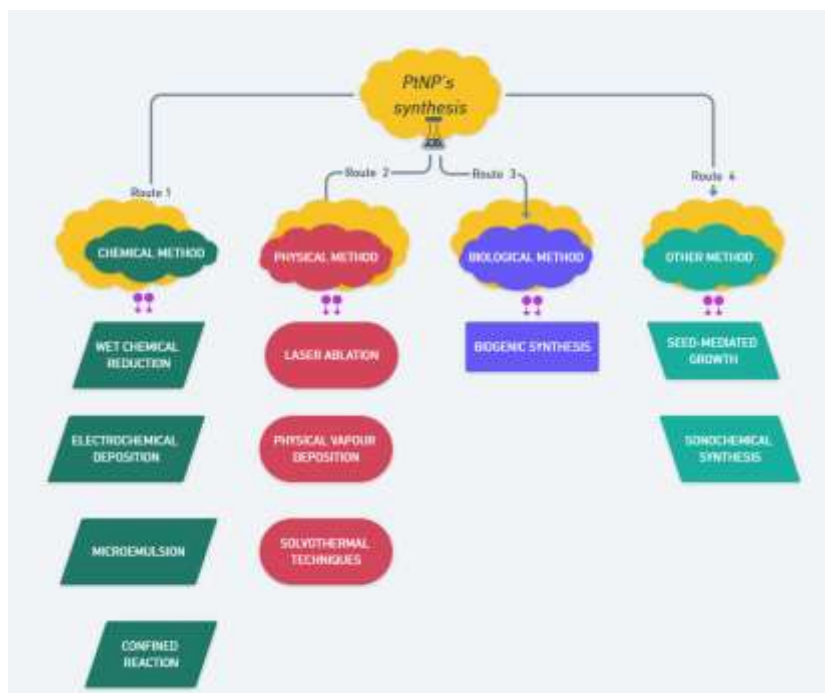 PtNP's
synthesis
Route 1
Route 2
Route 3
Route 4
CHEMICAL METHOD
PHYSICAL METHOD
BIOLOGICAL METHOD
OTHER METHOD
WET CHEMICAL
REDUCTION
LASER ABLATION
BIOGENIC SYNTHESIS
SEED-MEDIATED
GROWTH
ELECTROCHEMICAL
DEPOSITION
PHYSICAL VAPOUR
DEPOSITION
SONOCHEMICAL
SYNTHESIS
MICROEMULSION
SOLVOTHERMAL
TECHNIQUES
CONFINED
REACTION